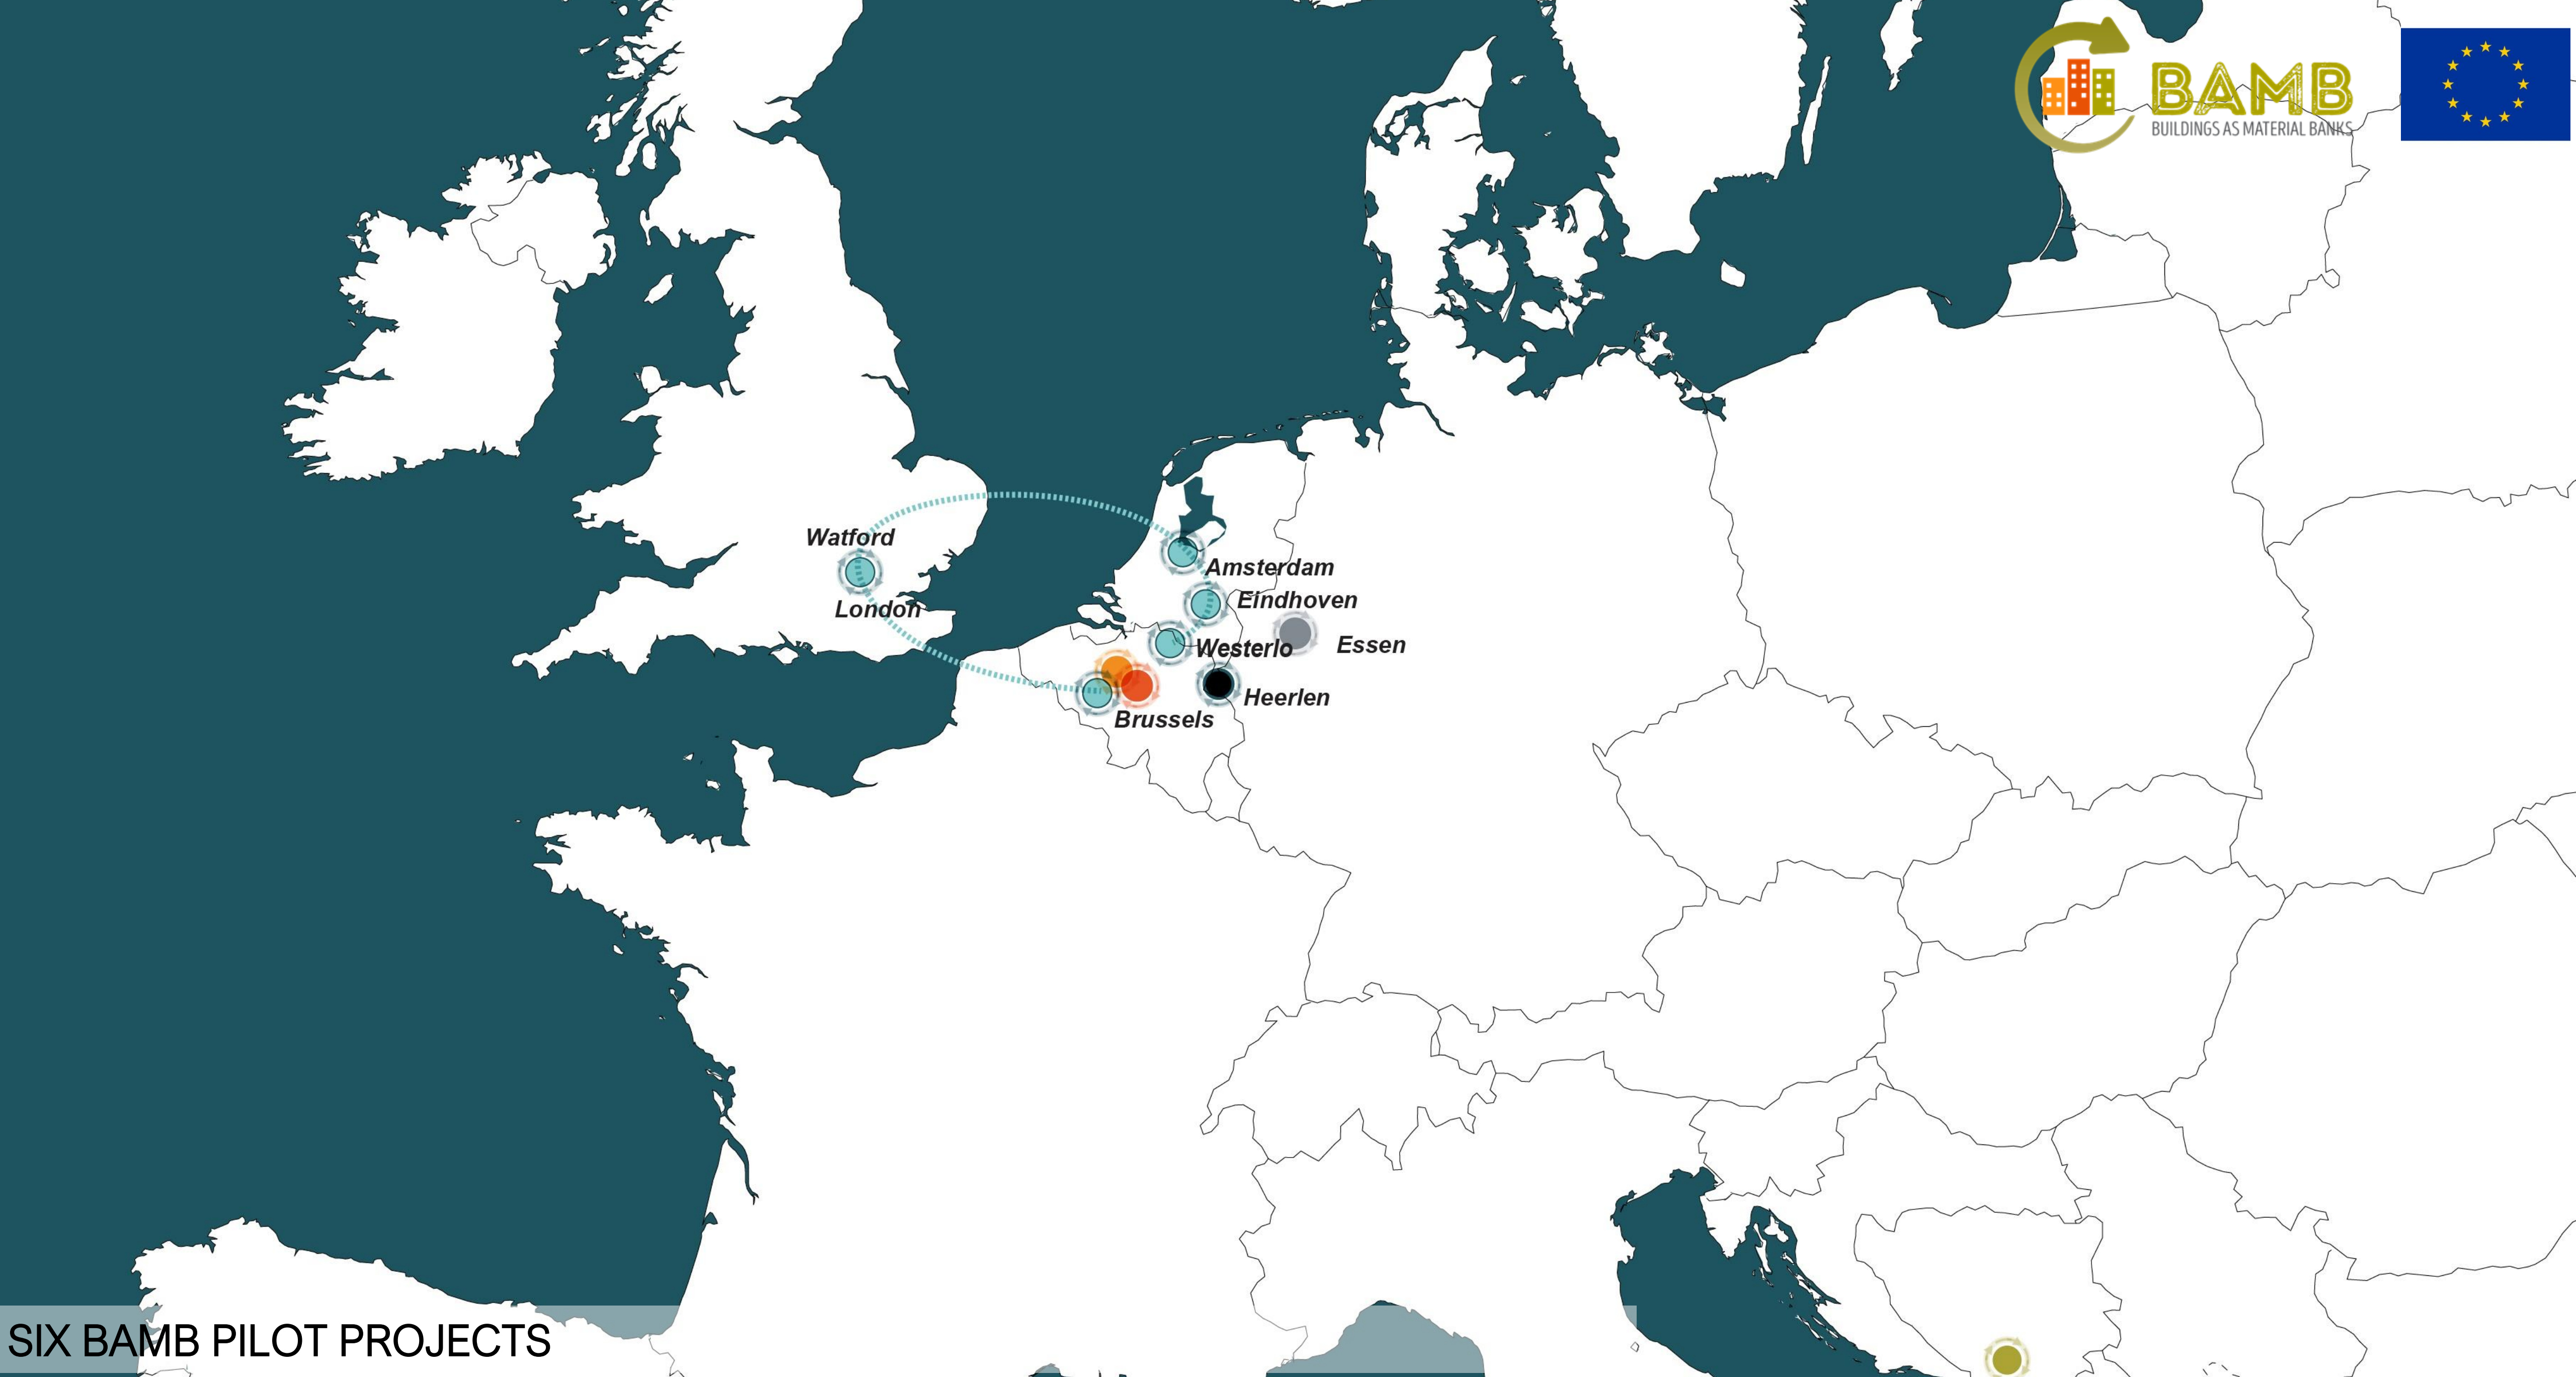 BAMB
BUILDINGS AS MATERIAL BANKS
Watford
London
Amsterdam
Eindhoven
Essen
Westerlo
Heerlen
Brussels
SIX BAMB PILOT PROJECTS